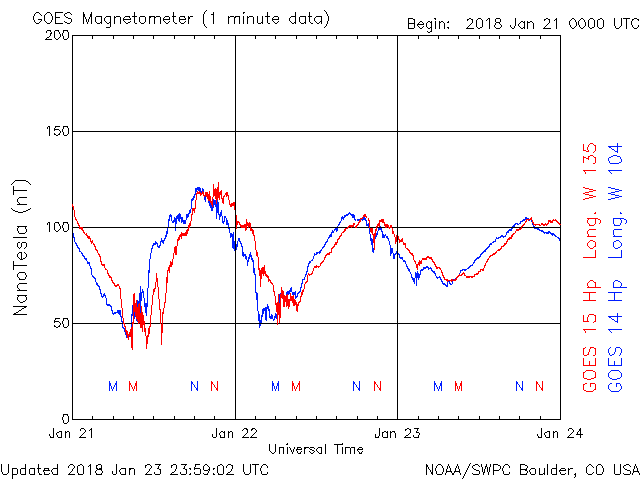 GOES Magnetometer (1 minute data)
Begin: 2018 Jan 21 0000 UTC
200
150
100
50
0
NanoTesla (nT)
M M N N M M N N M M N N
Jan 21 Jan 22 Jan 23 Jan 24
Universal Time
GOES 15 Hp Long. W 135
GOES 14 Hp Long. W 104
Updated 2018 Jan 23 23:59:02 UTC
NOAA/SWPC Boulder, CO USA